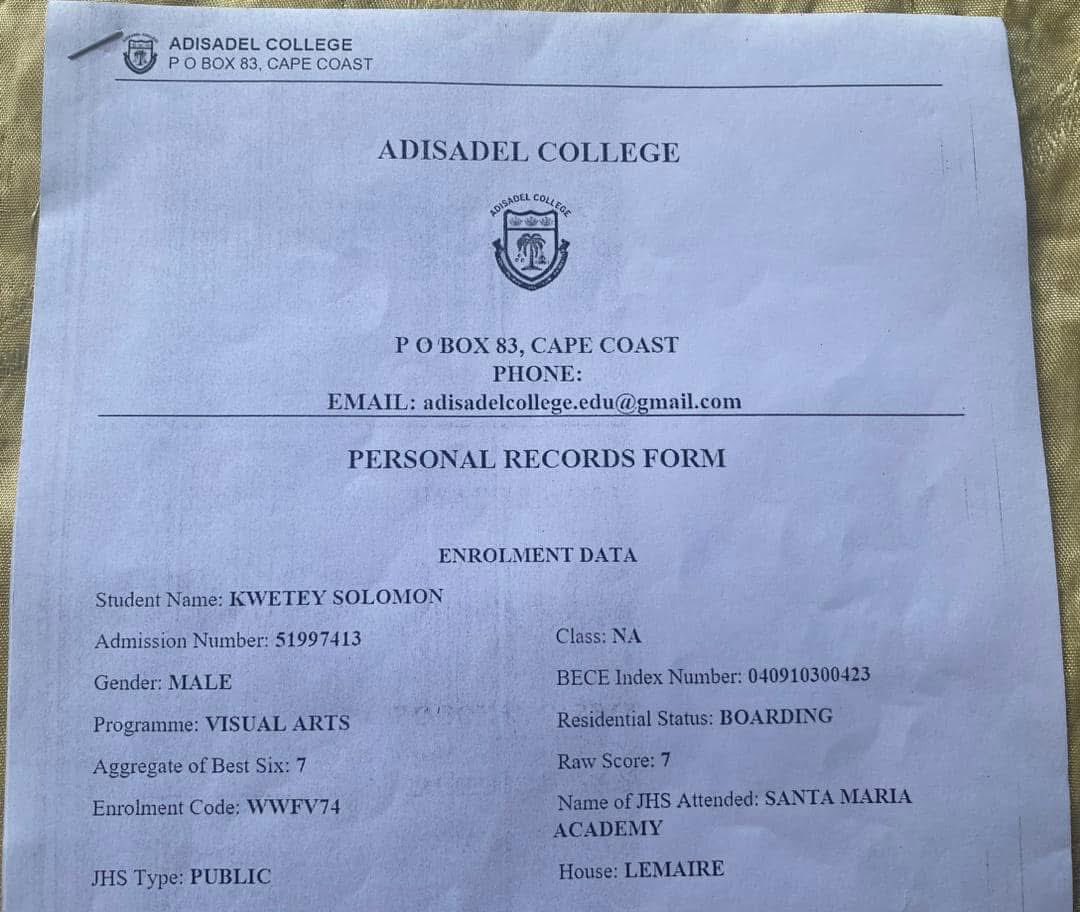 ADISADEL COLLEGE
P O BOX 83, CAPE COAST
ADISADEL COLLEGE
ADISADEL COLLEGE
P O BOX 83, CAPE COAST
PHONE:
EMAIL: adisadelcollege.edu@gmail.com
PERSONAL RECORDS FORM
ENROLMENT DATA
Student Name: KWETEY SOLOMON
Admission Number: 51997413
Class: NA
Gender: MALE
BECE Index Number: 040910300423
Programme: VISUAL ARTS
Residential Status: BOARDING
Aggregate of Best Six: 7
Raw Score: 7
Enrolment Code: WWFV74
Name of JHS Attended: SANTA MARIA
ACADEMY
JHS Type: PUBLIC
House: LEMAIRE